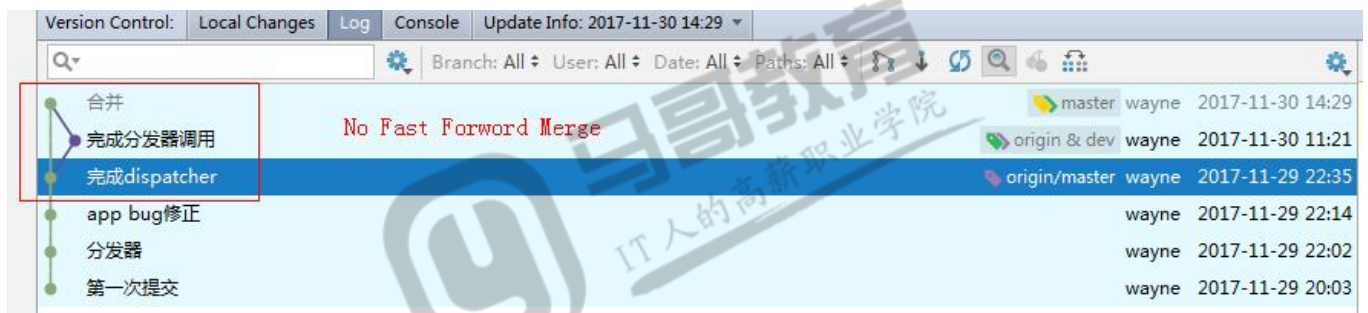 Version Control: Local Changes Log Console Update Info: 2017-11-30 14:29
Branch: All User: All Date: All Paths: All
合并 master wayne 2017-11-30 14:29
完成分发器调用 origin & dev wayne 2017-11-30 11:21
No Fast Forword Merge
完成dispatcher origin/master wayne 2017-11-29 22:35
app bug修正 wayne 2017-11-29 22:14
分发器 wayne 2017-11-29 22:02
第一次提交 wayne 2017-11-29 20:03
马哥教育
IT人的高薪职业学院